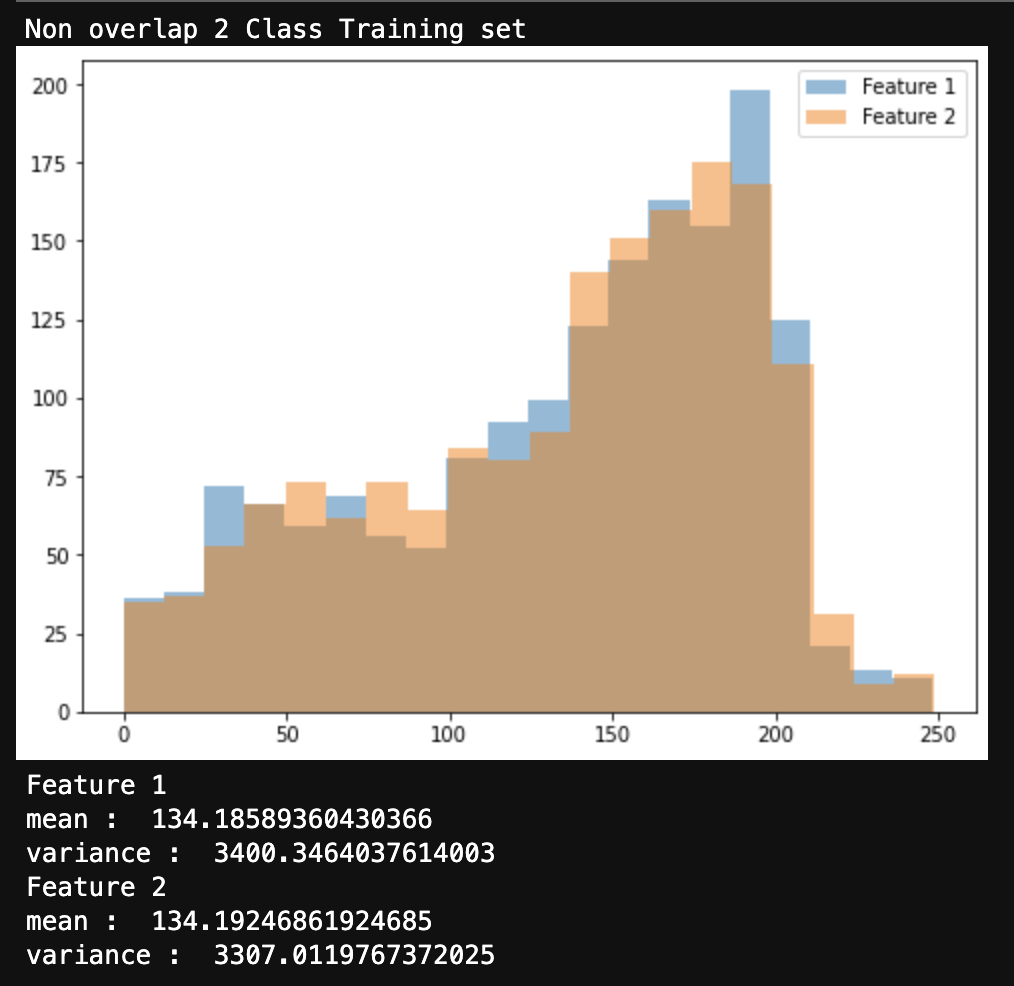 Non overlap 2 Class Training set
Feature 1
Feature 2
200
175
150
125
100
75
50
25
0
0 50 100 150 200 250
Feature 1
mean :  134.18589360430366
variance :  3400.3464037614003
Feature 2
mean :  134.19246861924685
variance :  3307.0119767372025